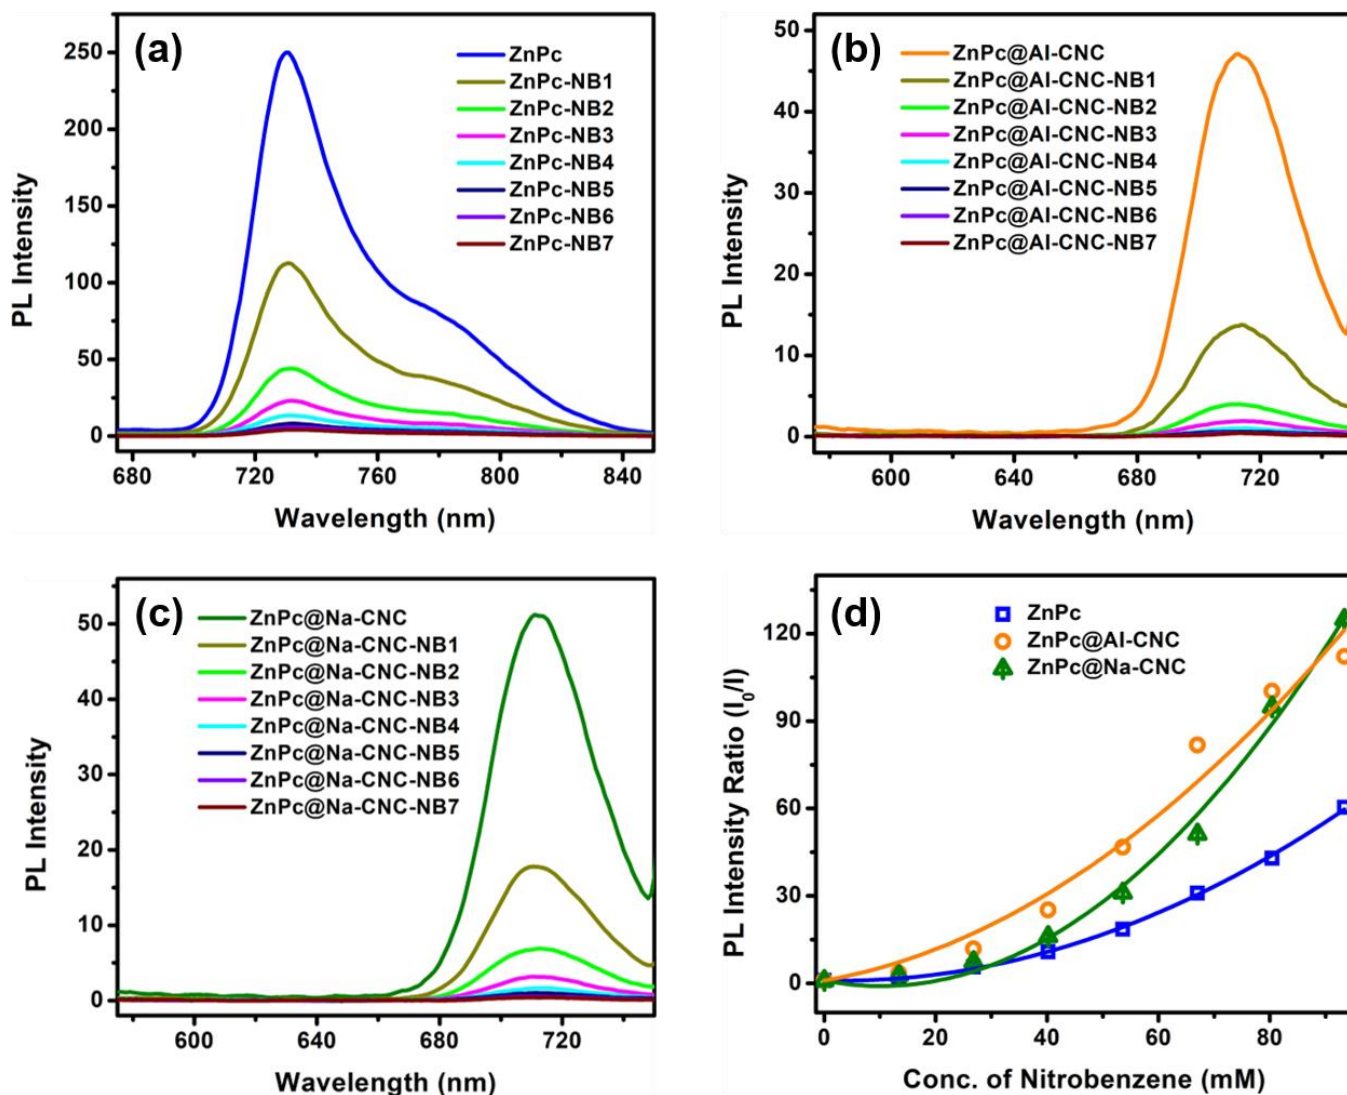 (a)
ZnPc
ZnPc-NB1
ZnPc-NB2
ZnPc-NB3
ZnPc-NB4
ZnPc-NB5
ZnPc-NB6
ZnPc-NB7
250
200
150
100
50
0
PL Intensity
680 720 760 800 840
Wavelength (nm)
(b)
ZnPc@Al-CNC
ZnPc@Al-CNC-NB1
ZnPc@Al-CNC-NB2
ZnPc@Al-CNC-NB3
ZnPc@Al-CNC-NB4
ZnPc@Al-CNC-NB5
ZnPc@Al-CNC-NB6
ZnPc@Al-CNC-NB7
50
40
30
20
10
0
PL Intensity
600 640 680 720
Wavelength (nm)
(c)
ZnPc@Na-CNC
ZnPc@Na-CNC-NB1
ZnPc@Na-CNC-NB2
ZnPc@Na-CNC-NB3
ZnPc@Na-CNC-NB4
ZnPc@Na-CNC-NB5
ZnPc@Na-CNC-NB6
ZnPc@Na-CNC-NB7
50
40
30
20
10
0
PL Intensity
600 640 680 720
Wavelength (nm)
(d)
ZnPc
ZnPc@Al-CNC
ZnPc@Na-CNC
120
90
60
30
0
PL Intensity Ratio (I₀/I)
0 20 40 60 80
Conc. of Nitrobenzene (mM)